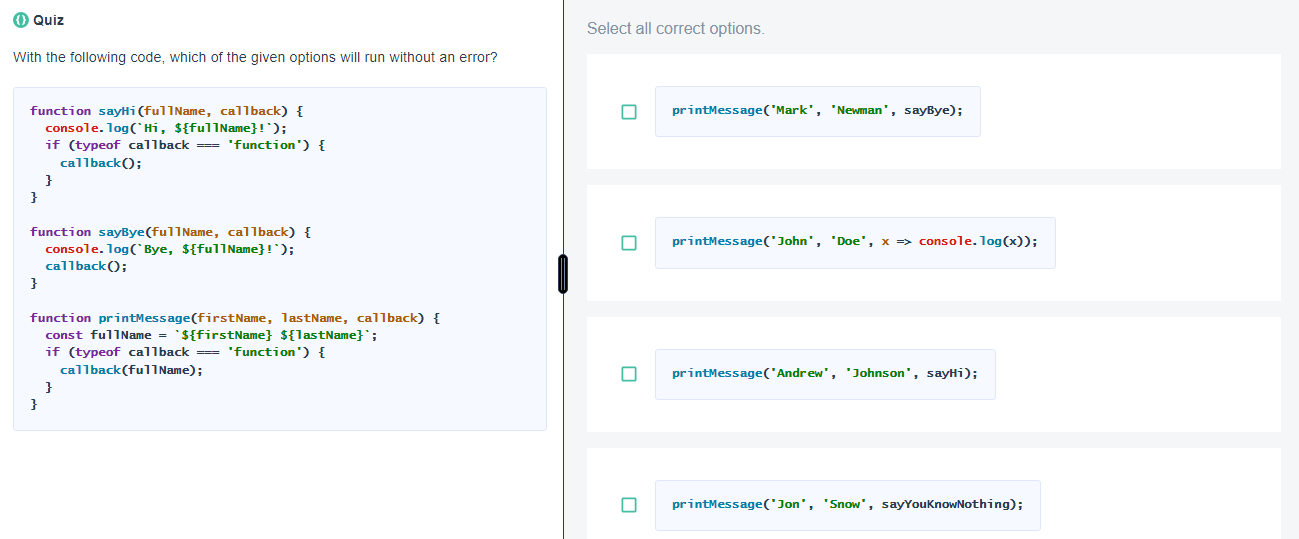 Quiz
With the following code, which of the given options will run without an error?
function sayHi(fullName, callback) {
  console.log(`Hi, ${fullName}!`);
  if (typeof callback === 'function') {
    callback();
  }
}
function sayBye(fullName, callback) {
  console.log(`Bye, ${fullName}!`);
  callback();
}
function printMessage(firstName, lastName, callback) {
  const fullName = `${firstName} ${lastName}`;
  if (typeof callback === 'function') {
    callback(fullName);
  }
}
Select all correct options.
printMessage('Mark', 'Newman', sayBye);
printMessage('John', 'Doe', x => console.log(x));
printMessage('Andrew', 'Johnson', sayHi);
printMessage('Jon', 'Snow', sayYouKnowNothing);